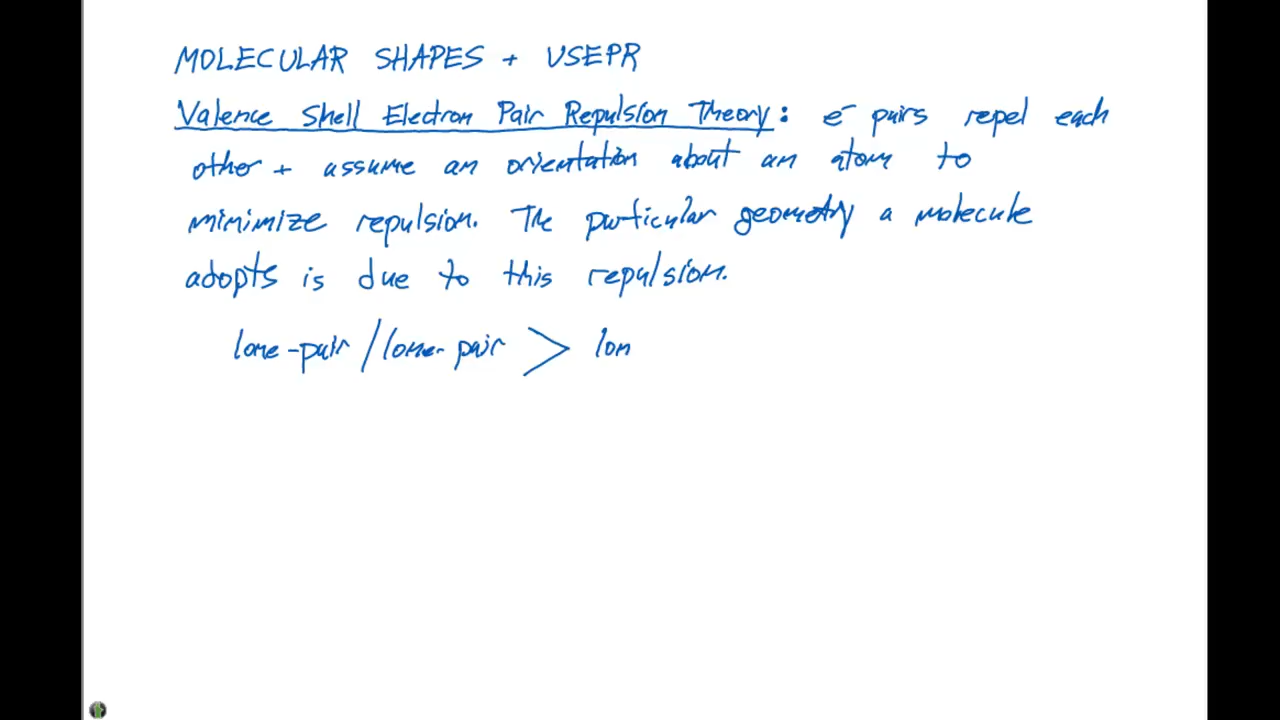 MOLECULAR SHAPES + VSEPR
Valence Shell Electron Pair Repulsion Theory: e⁻ pairs repel each
other + assume an orientation about an atom to
minimize repulsion. The particular geometry a molecule
adopts is due to this repulsion.
lone-pair / lone-pair > lon